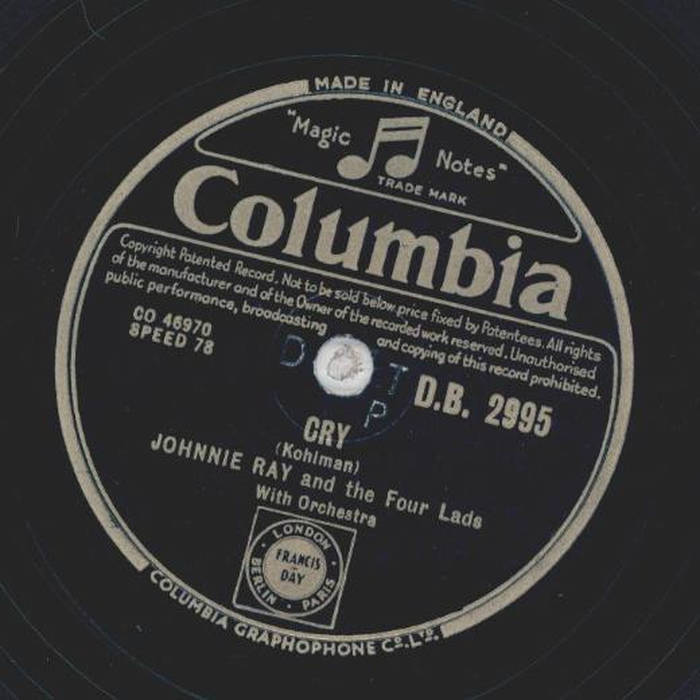 MADE IN ENGLAND
"Magic Notes"
TRADE MARK
Columbia
Copyright Patented Record. Not to be sold below price fixed by Patentees. All rights
of the manufacturer and of the Owner of the recorded work reserved. Unauthorised
public performance, broadcasting and copying of this record prohibited.
CO 46970
SPEED 78
D T
P
D.B. 2995
CRY
(Kohlman)
JOHNNIE RAY and the Four Lads
With Orchestra
LONDON
FRANCIS
DAY
BERLIN · PARIS
COLUMBIA GRAPHOPHONE Co. LTD.